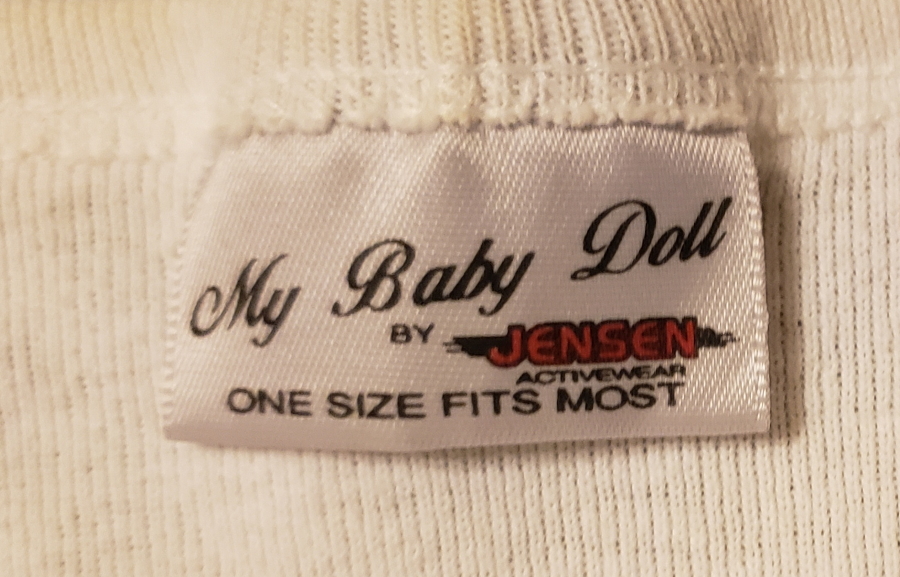 My Baby Doll
BY JENSEN
ACTIVEWEAR
ONE SIZE FITS MOST